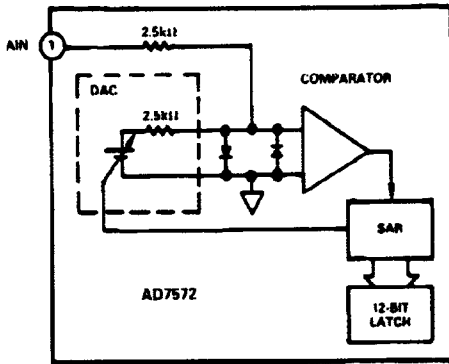 AIN
1
2.5kΩ
COMPARATOR
DAC
2.5kΩ
SAR
AD7572
12-BIT
LATCH